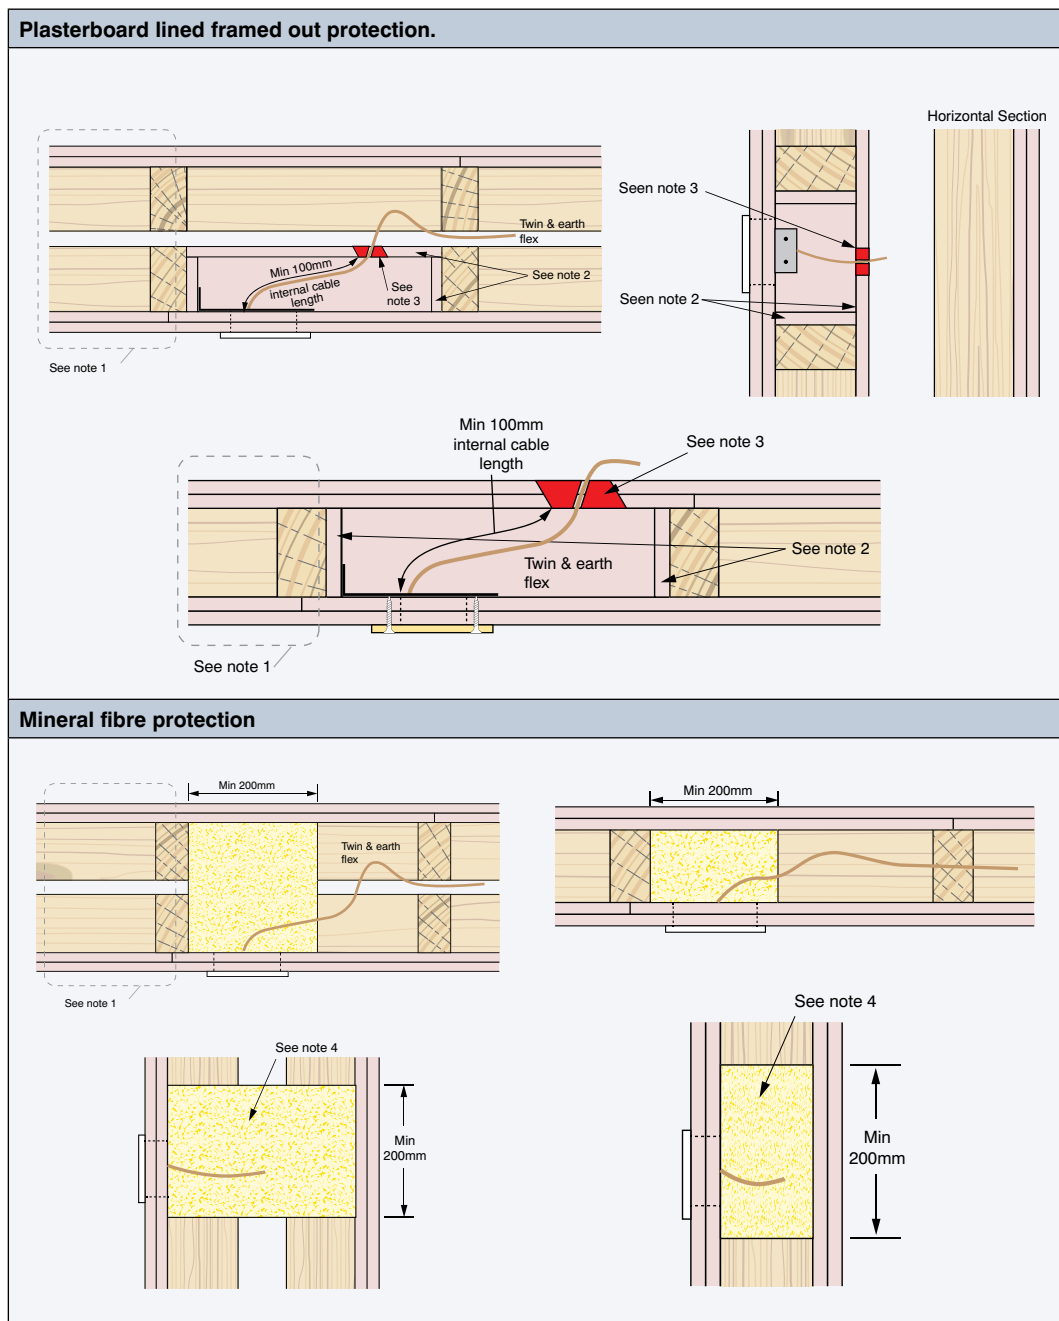 Plasterboard lined framed out protection.
Horizontal Section
Seen note 3
Twin & earth
flex
Min 100mm
internal cable
length
See
note 3
See note 2
Seen note 2
See note 1
Min 100mm
internal cable
length
See note 3
See note 2
Twin & earth
flex
See note 1
Mineral fibre protection
Min 200mm
Min 200mm
Twin & earth
flex
See note 1
See note 4
See note 4
Min
200mm
Min
200mm